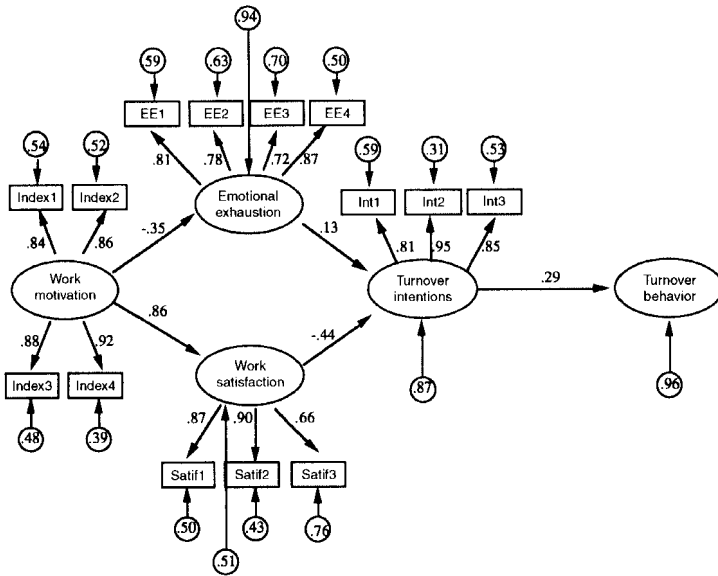 .94
.59
.63
.70
.50
EE1
EE2
EE3
EE4
.81
.78
.72
.87
.54
.52
Index1
Index2
.84
.86
Emotional
exhaustion
.59
.31
.53
Int1
Int2
Int3
.81
.95
.85
-.35
.13
Work
motivation
Turnover
intentions
.29
Turnover
behavior
.86
-.44
.88
.92
Index3
Index4
.48
.39
Work
satisfaction
.87
.96
.87
.90
.66
Satif1
Satif2
Satif3
.50
.43
.76
.51